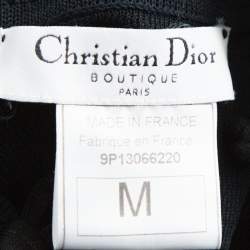 Christian Dior
BOUTIQUE
PARIS
MADE IN FRANCE
Fabriqué en France
9P13066220
M